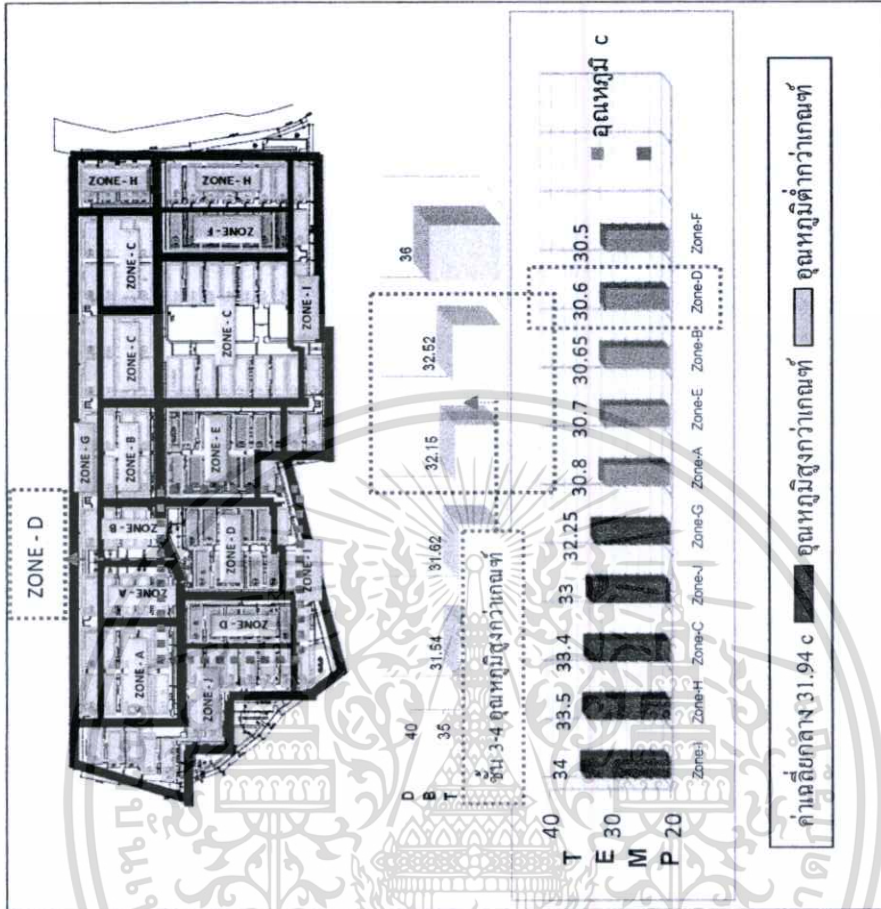 ZONE - D
ZONE - G
ZONE - A
ZONE - A
ZONE - B
ZONE - B
ZONE - C
ZONE - C
ZONE - H
ZONE - J
ZONE - D
ZONE - D
ZONE - E
ZONE - C
ZONE - F
ZONE - H
ZONE - I
D
B
T
40
35
31.54
31.62
32.15
32.52
36
ชั้น 3-4 อุณหภูมิสูงกว่าเกณฑ์
T
E
M
P
40
30
20
34
33.5
33.4
33
32.25
30.8
30.7
30.65
30.6
30.5
Zone-I
Zone-H
Zone-C
Zone-J
Zone-G
Zone-A
Zone-E
Zone-B
Zone-D
Zone-F
อุณหภูมิ c
ค่าเฉลี่ยกลาง 31.94 c อุณหภูมิสูงกว่าเกณฑ์ อุณหภูมิต่ำกว่าเกณฑ์